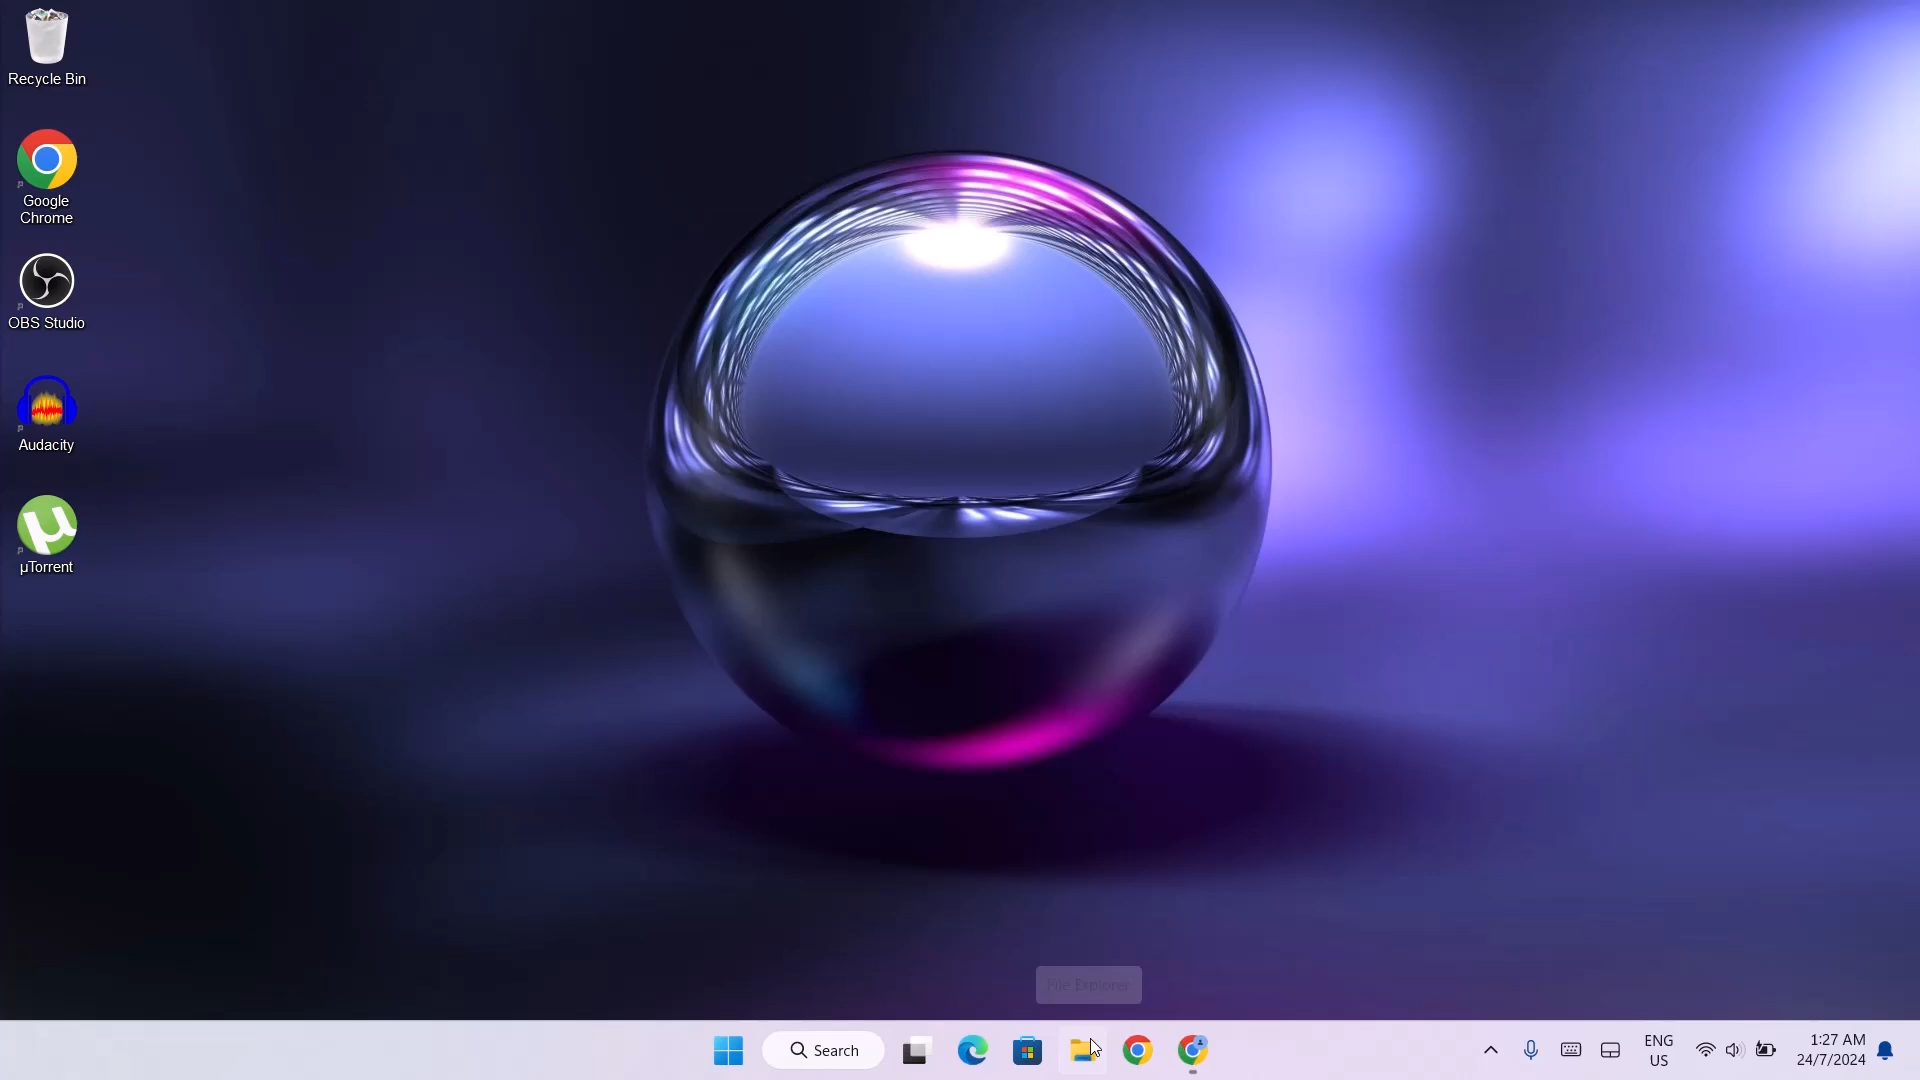 Recycle Bin
Google
Chrome
OBS Studio
Audacity
µTorrent
File Explorer
Search
ENG
US
1:27 AM
24/7/2024